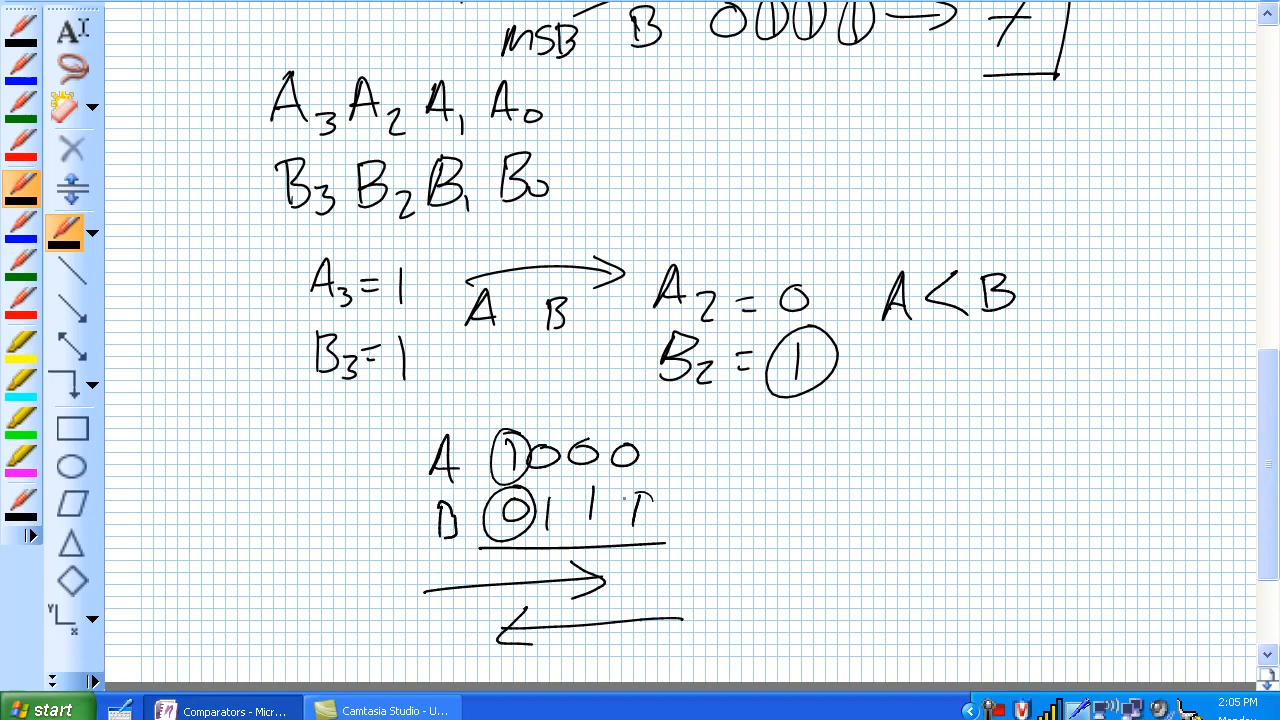 MSB B 0111 → 7
A3 A2 A1 A0
B3 B2 B1 B0
A3 = 1 A B A2 = 0 A < B
B3 = 1 B2 = 1
A 1000
B 0111
start Comparators - Micr... Camtasia Studio - U... 2:05 PM
Monday